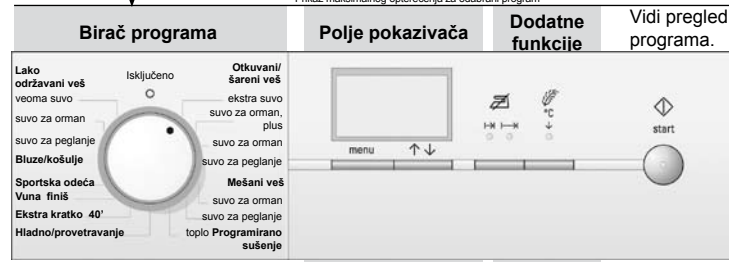 Prikaz maksimalnog opterećenja za odabrani program
Birač programa
Polje pokazivača
Dodatne
funkcije
Vidi pregled
programa.
Lako
održavani veš
veoma suvo
suvo za orman
suvo za peglanje
Bluze/košulje
Sportska odeća
Vuna finiš
Ekstra kratko 40’
Hladno/provetravanje
Isključeno
Otkuvani/
šareni veš
ekstra suvo
suvo za orman,
plus
suvo za orman
suvo za peglanje
Mešani veš
suvo za orman
suvo za peglanje
toplo Programirano
sušenje
menu
°C
start